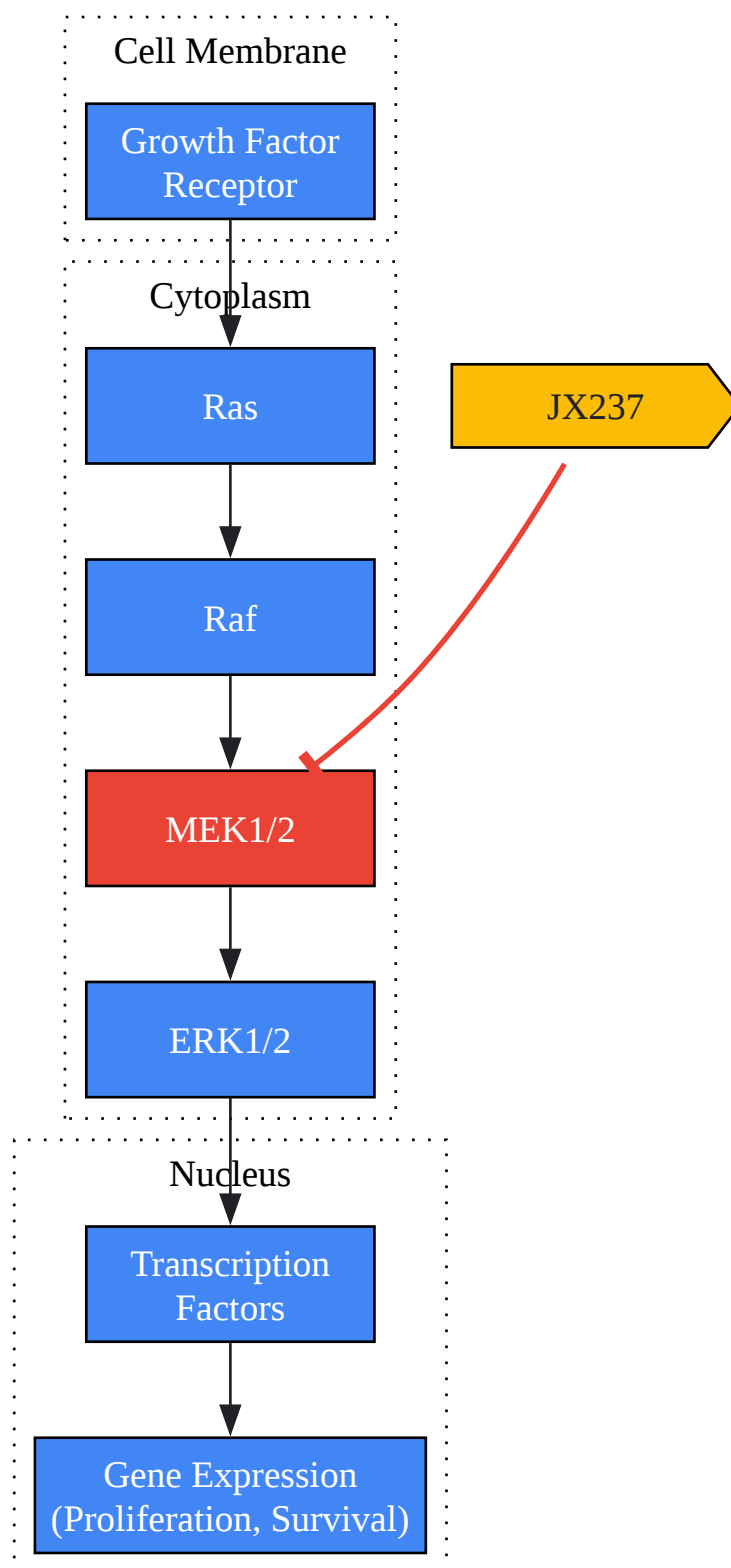 Cell Membrane
Growth Factor
Receptor
Cytoplasm
Ras
JX237
Raf
MEK1/2
ERK1/2
Nucleus
Transcription
Factors
Gene Expression
(Proliferation, Survival)